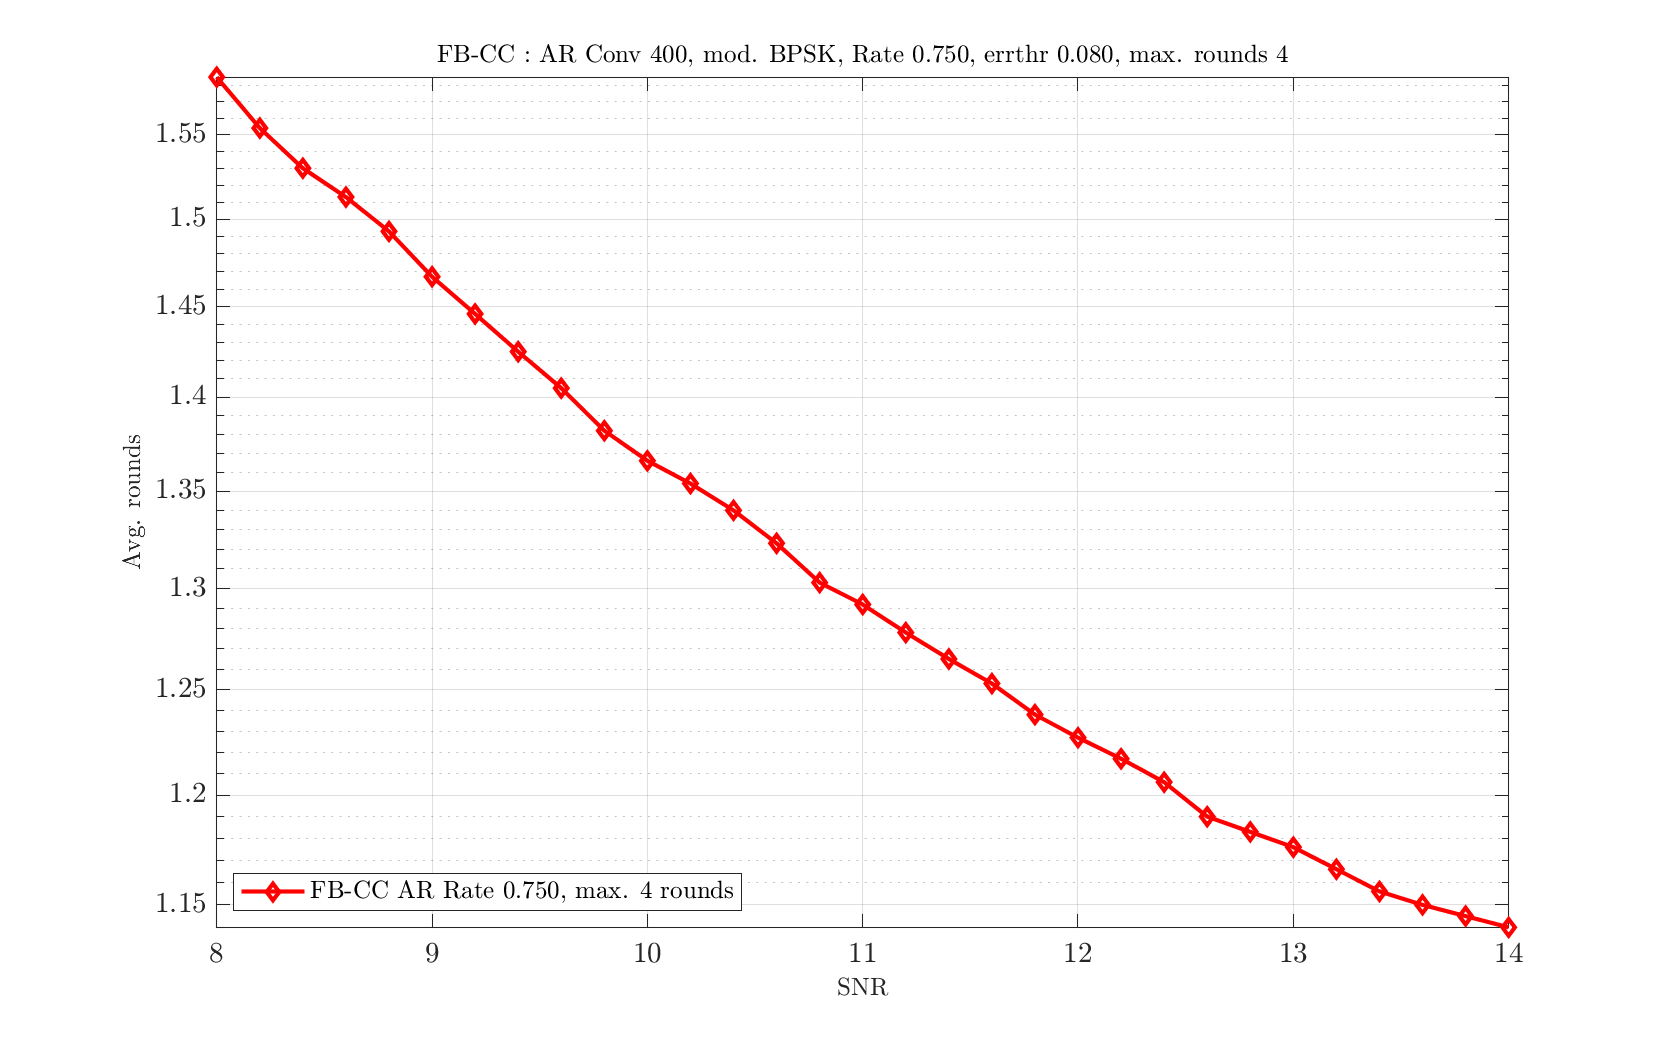 FB-CC : AR Conv 400, mod. BPSK, Rate 0.750, errthr 0.080, max. rounds 4
1.55
1.5
1.45
1.4
1.35
1.3
1.25
1.2
1.15
Avg. rounds
FB-CC AR Rate 0.750, max. 4 rounds
8 9 10 11 12 13 14
SNR